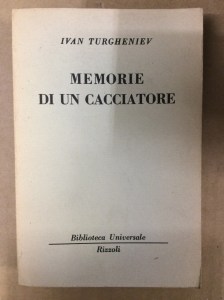 IVAN TURGHENIEV
MEMORIE
DI UN CACCIATORE
Biblioteca Universale
Rizzoli